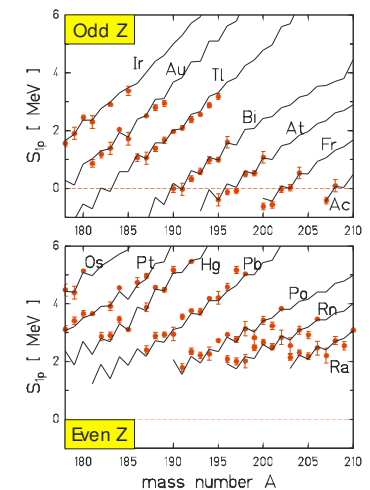 Odd Z
6
4
2
0
S1p [ MeV ]
Ir
Au
Tl
Bi
At
Fr
Ac
180 185 190 195 200 205 210
6
4
2
0
S1p [ MeV ]
Os
Pt
Hg
Pb
Po
Rn
Ra
Even Z
180 185 190 195 200 205 210
mass number A